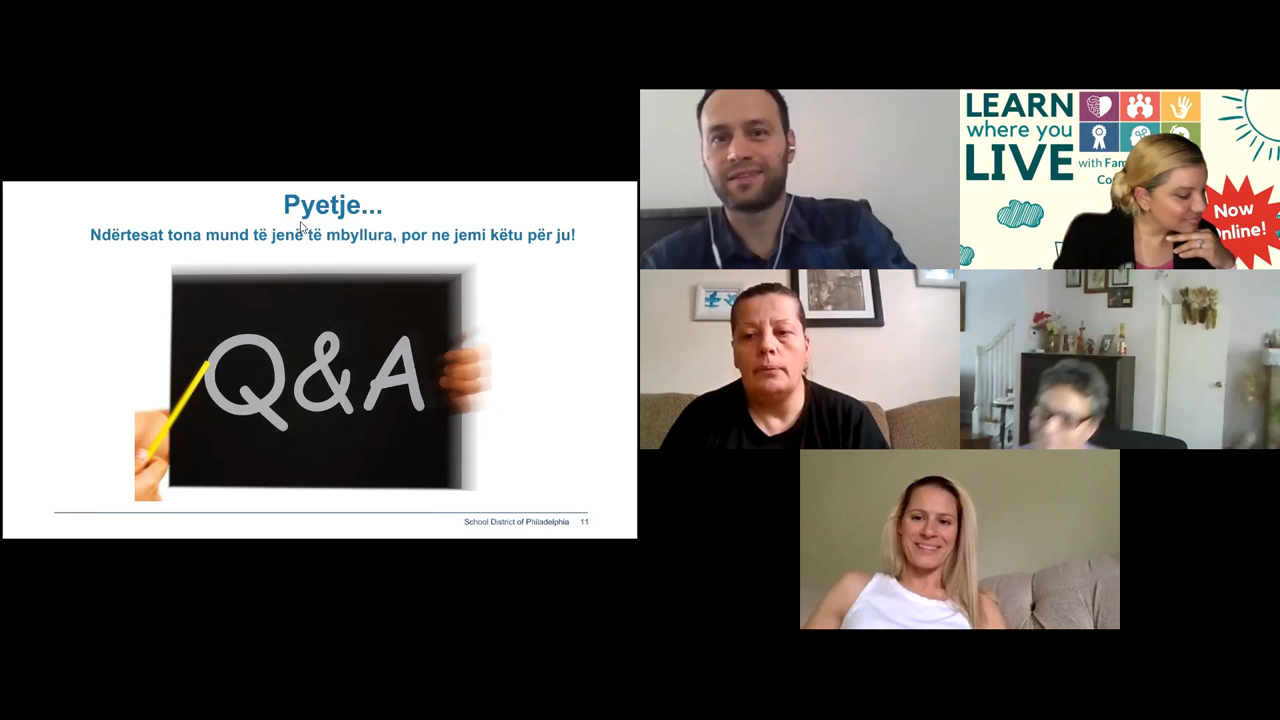 Pyetje...
Ndërtesat tona mund të jenë të mbyllura, por ne jemi këtu për ju!
Q&A
School District of Philadelphia 11
LEARN
where you
LIVE
with Fam
Co
Now
nline!